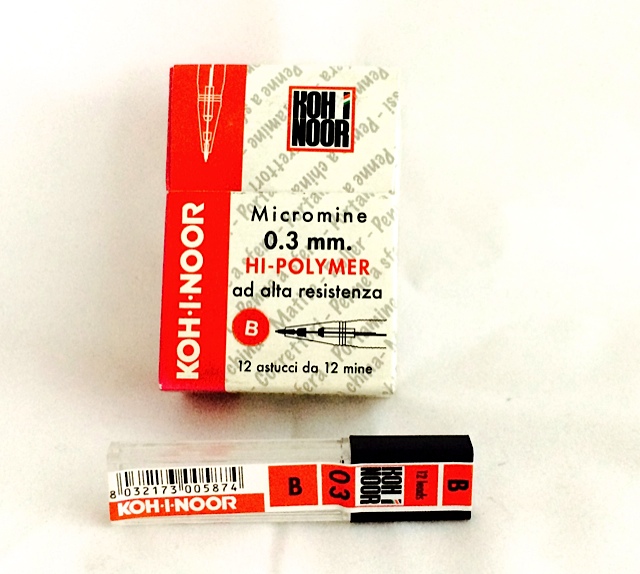 KOH i
NOOR
KOH-I-NOOR
Micromine
0.3 mm.
HI-POLYMER
ad alta resistenza
B
12 astucci da 12 mine
8 032173 005874
KOH-I-NOOR
B
0.3
KOH i
NOOR
12 leads
B